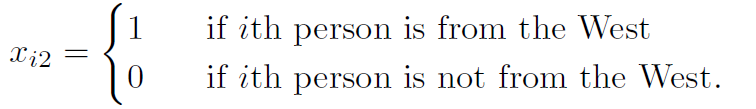 x_{i2} = { 1 if ith person is from the West
0 if ith person is not from the West.